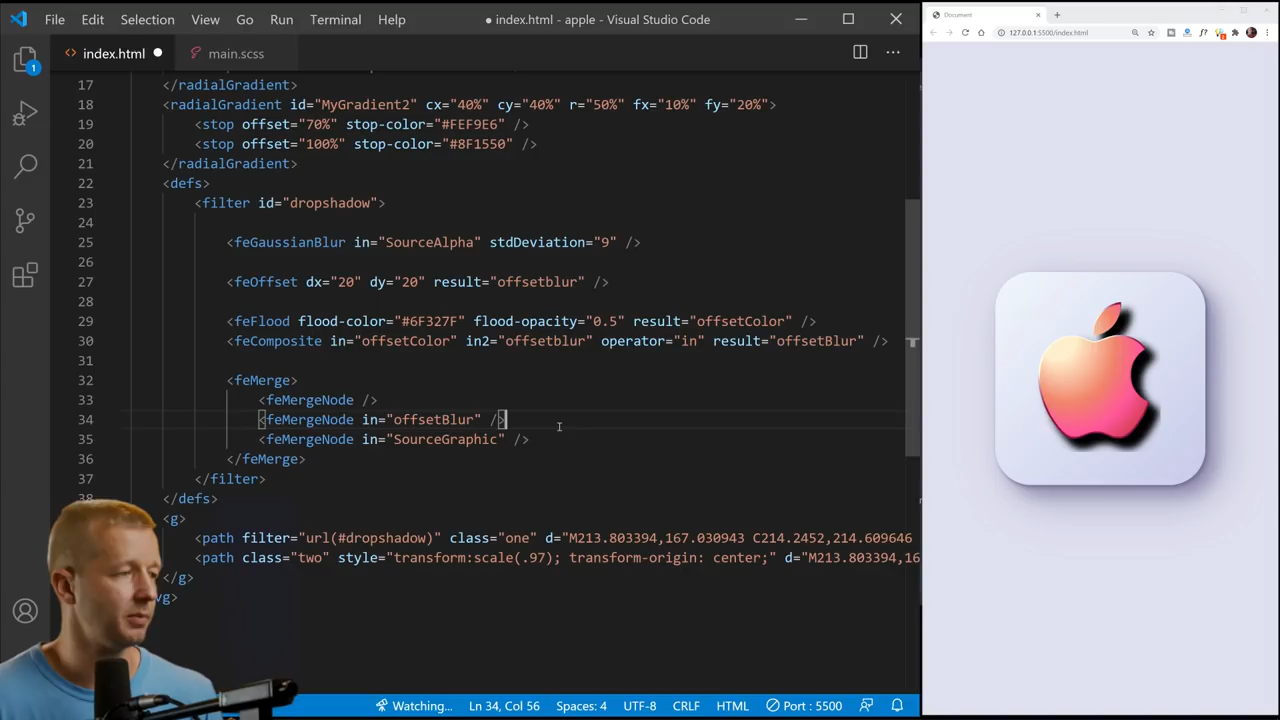 File Edit Selection View Go Run Terminal Help ● index.html - apple - Visual Studio Code
index.html main.scss
1
17 </radialGradient>
18 <radialGradient id="MyGradient2" cx="40%" cy="40%" r="50%" fx="10%" fy="20%">
19 <stop offset="70%" stop-color="#FEF9E6" />
20 <stop offset="100%" stop-color="#8F1550" />
21 </radialGradient>
22 <defs>
23 <filter id="dropshadow">
24
25 <feGaussianBlur in="SourceAlpha" stdDeviation="9" />
26
27 <feOffset dx="20" dy="20" result="offsetblur" />
28
29 <feFlood flood-color="#6F327F" flood-opacity="0.5" result="offsetColor" />
30 <feComposite in="offsetColor" in2="offsetblur" operator="in" result="offsetBlur" />
31
32 <feMerge>
33 <feMergeNode />
34 <feMergeNode in="offsetBlur" />
35 <feMergeNode in="SourceGraphic" />
36 </feMerge>
37 </filter>
38 </defs>
<g>
<path filter="url(#dropshadow)" class="one" d="M213.803394,167.030943 C214.2452,214.609646
<path class="two" style="transform:scale(.97); transform-origin: center;" d="M213.803394,16
</g>
vg>
Watching... Ln 34, Col 56 Spaces: 4 UTF-8 CRLF HTML Port : 5500
Document
127.0.0.1:5500/index.html